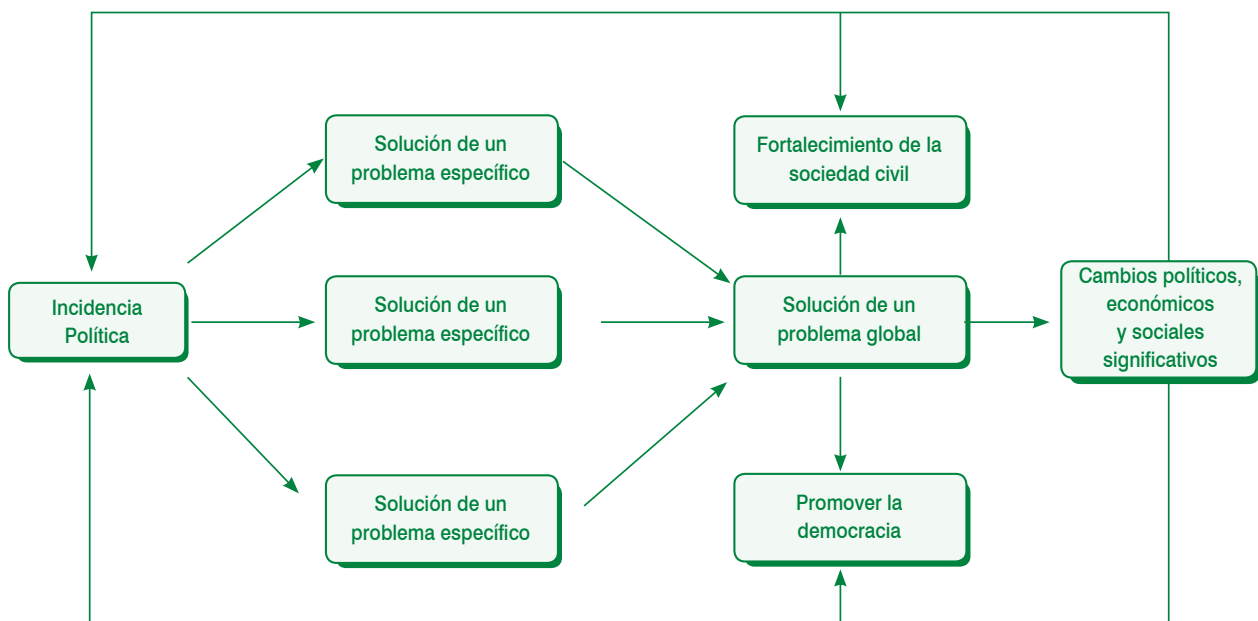 Incidencia
Política
Solución de un
problema específico
Solución de un
problema específico
Solución de un
problema específico
Fortalecimiento de la
sociedad civil
Solución de un
problema global
Promover la
democracia
Cambios políticos,
económicos
y sociales
significativos